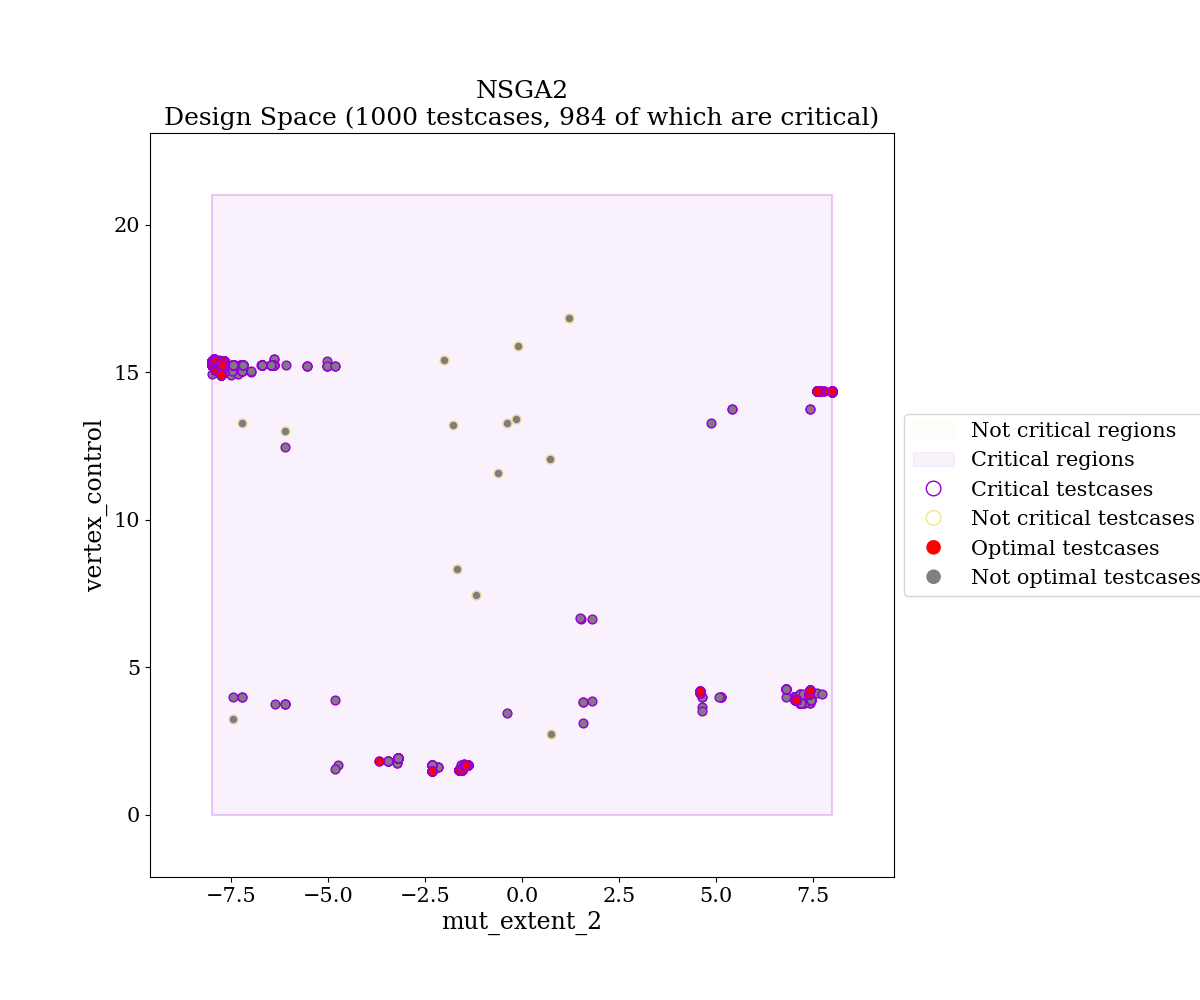 NSGA2
Design Space (1000 testcases, 984 of which are critical)
20
15
10
5
0
vertex_control
−7.5
−5.0
−2.5
0.0
2.5
5.0
7.5
mut_extent_2
Not critical regions
Critical regions
Critical testcases
Not critical testcases
Optimal testcases
Not optimal testcases